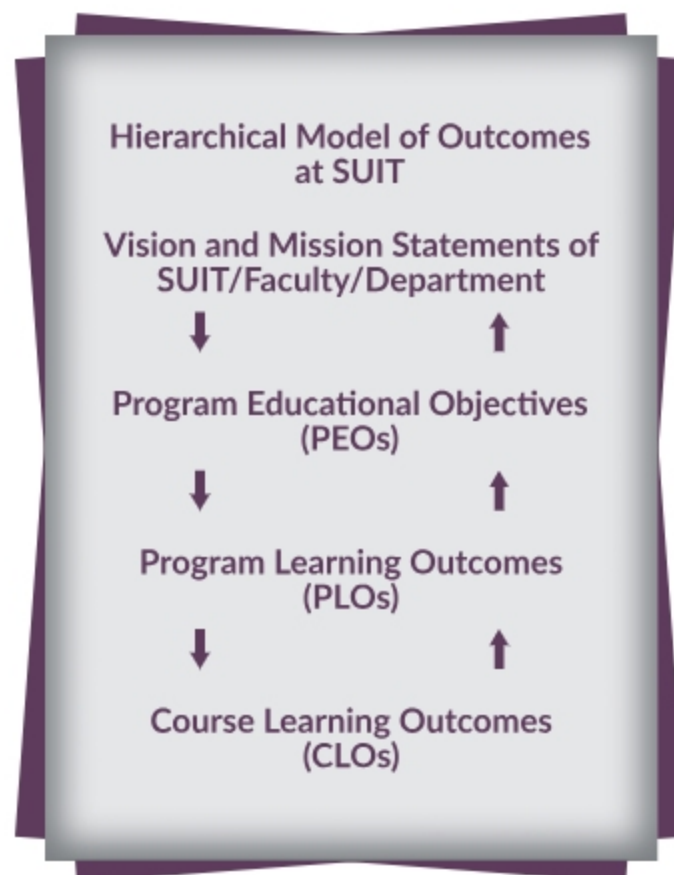 Hierarchical Model of Outcomes
at SUIT
Vision and Mission Statements of
SUIT/Faculty/Department
Program Educational Objectives
(PEOs)
Program Learning Outcomes
(PLOs)
Course Learning Outcomes
(CLOs)